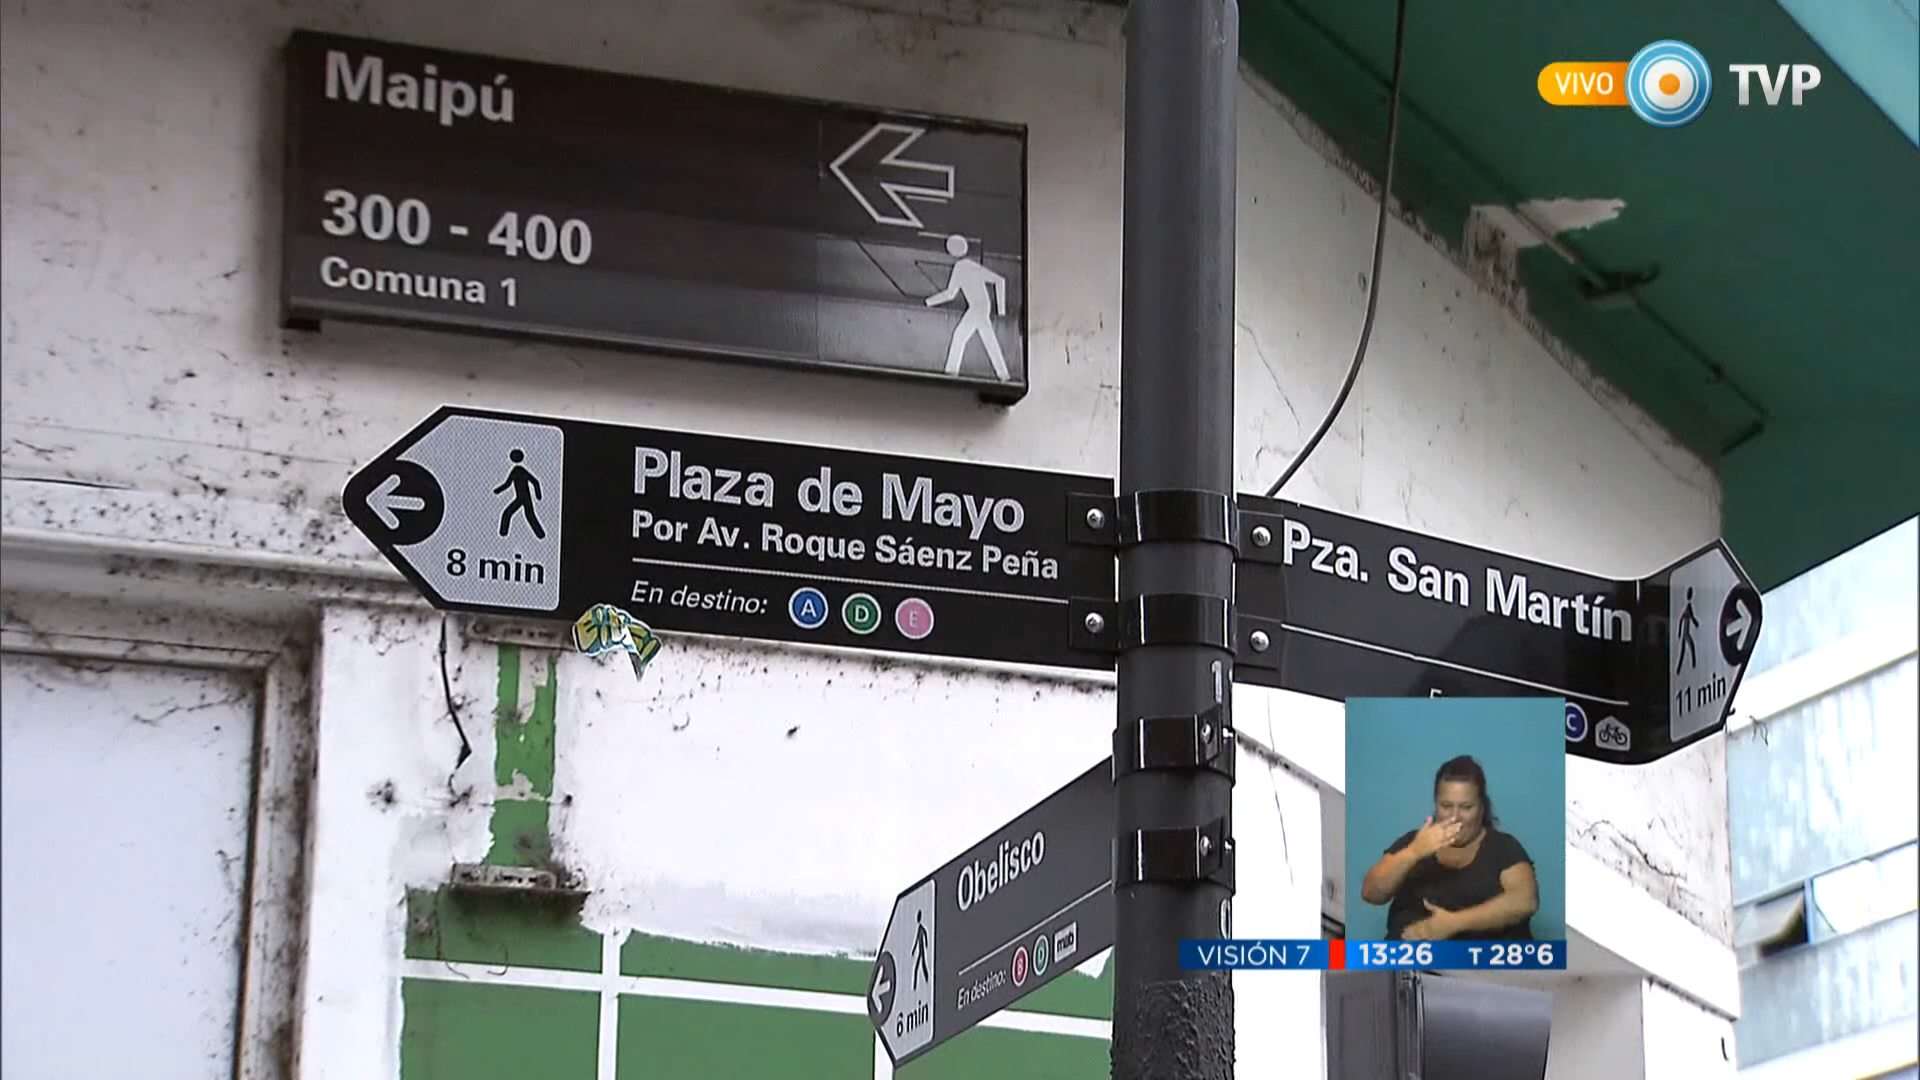 Maipú
300 - 400
Comuna 1
VIVO TVP
8 min
Plaza de Mayo
Por Av. Roque Sáenz Peña
En destino: A D E
Pza. San Martín
11 min
C
Obelisco
En destino: B D mub
6 min
VISIÓN 7 13:26 T 28°6